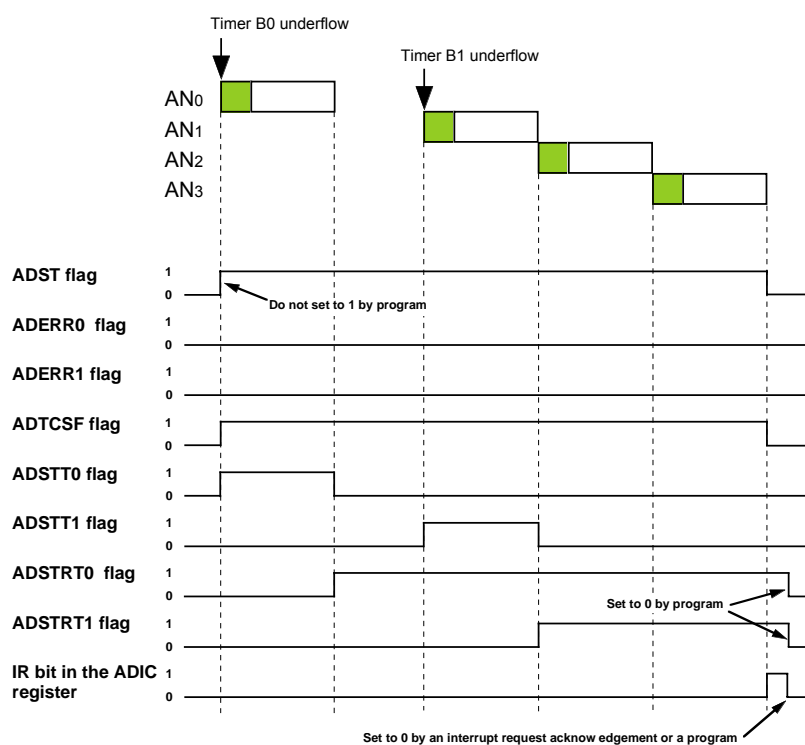 Timer B0 underflow
Timer B1 underflow
AN0
AN1
AN2
AN3
ADST flag
1
0
Do not set to 1 by program
ADERR0 flag
1
0
ADERR1 flag
1
0
ADTCSF flag
1
0
ADSTT0 flag
1
0
ADSTT1 flag
1
0
ADSTRT0 flag
1
0
Set to 0 by program
ADSTRT1 flag
1
0
IR bit in the ADIC
register
1
0
Set to 0 by an interrupt request acknow edgement or a program